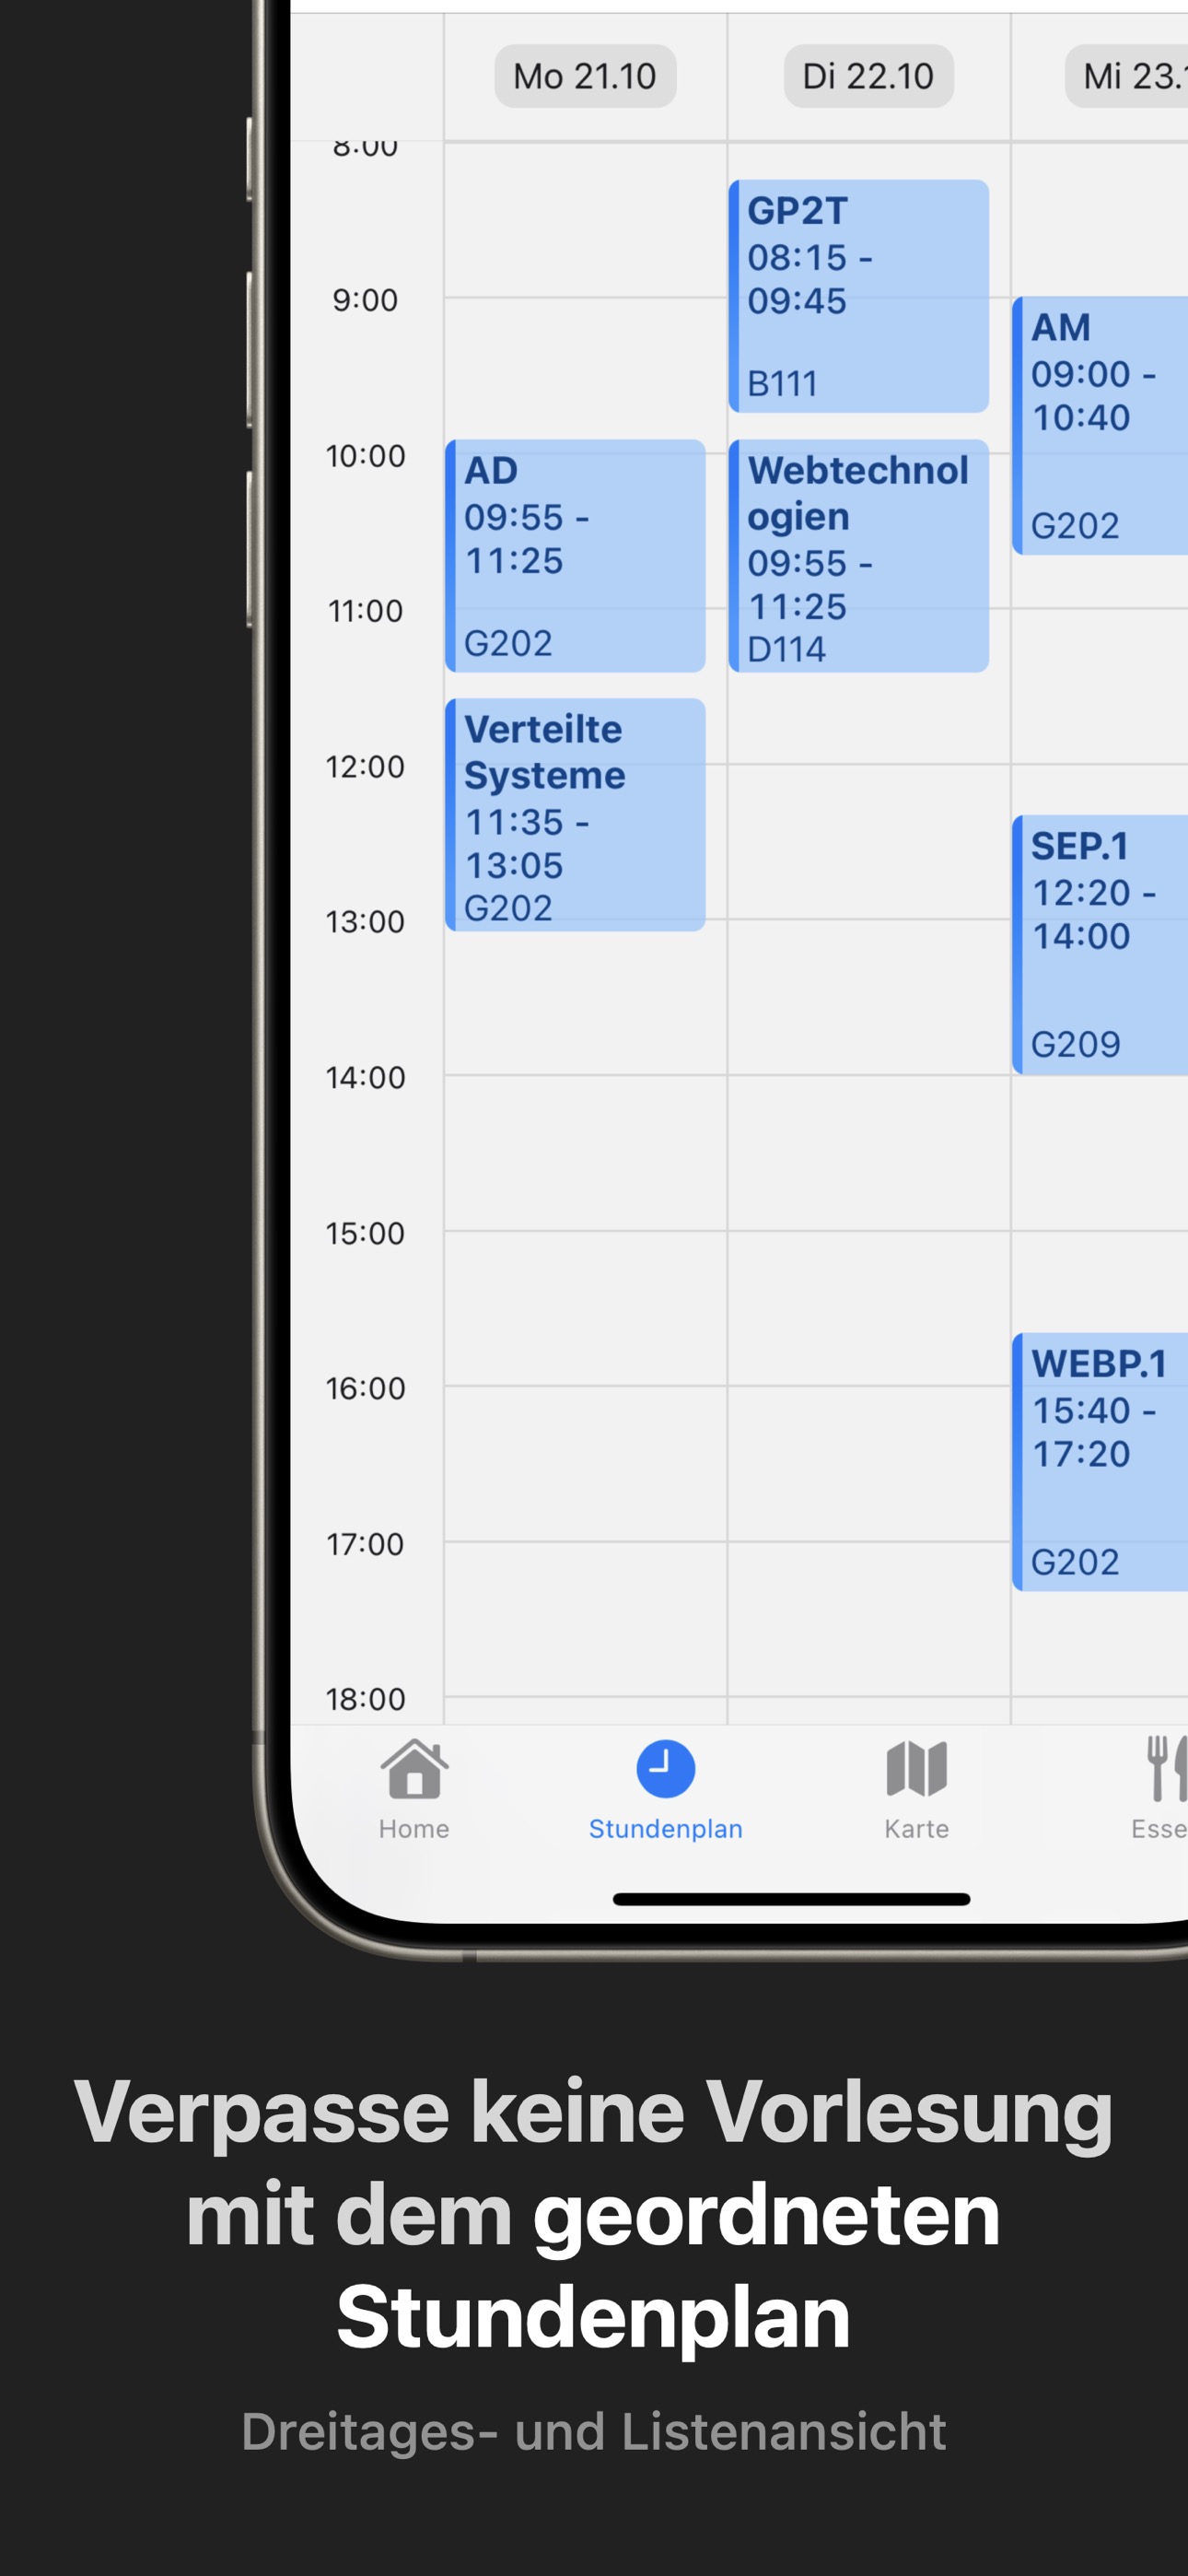 Mo 21.10
Di 22.10
Mi 23.
8:00
9:00
10:00
11:00
12:00
13:00
14:00
15:00
16:00
17:00
18:00
AD
09:55 -
11:25
G202
Verteilte
Systeme
11:35 -
13:05
G202
GP2T
08:15 -
09:45
B111
Webtechnol
ogien
09:55 -
11:25
D114
AM
09:00 -
10:40
G202
SEP.1
12:20 -
14:00
G209
WEBP.1
15:40 -
17:20
G202
Home
Stundenplan
Karte
Esse
Verpasse keine Vorlesung
mit dem geordneten
Stundenplan
Dreitages- und Listenansicht